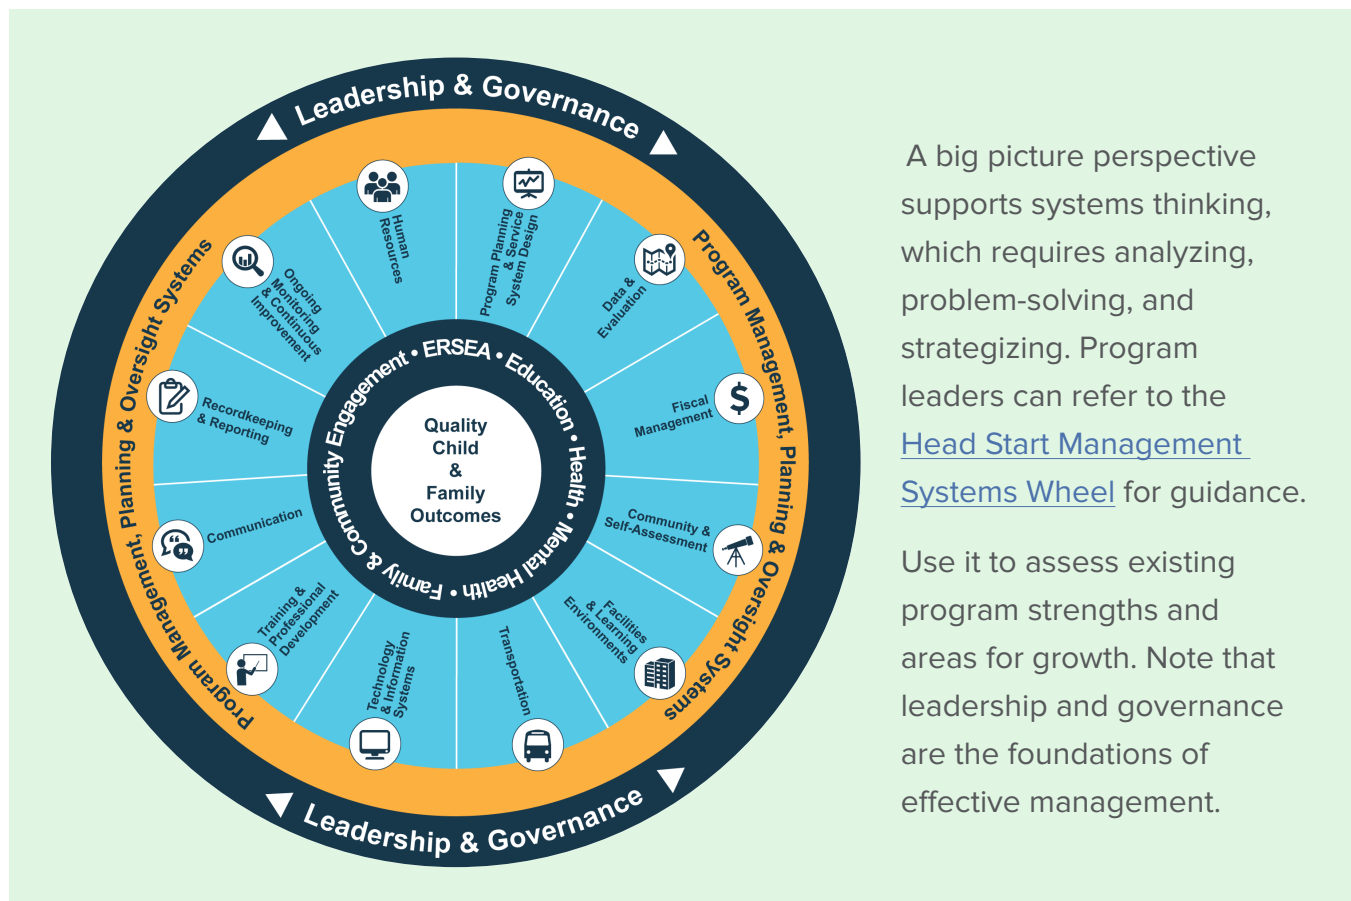 Leadership & Governance
Program Management, Planning & Oversight Systems
Program Management, Planning & Oversight Systems
Human
Resources
Program Planning
& Service
System Design
Data &
Evaluation
Fiscal
Management
Community &
Self-Assessment
Facilities
& Learning
Environments
Transportation
Technology
& Information
Systems
Training &
Professional
Development
Communication
Recordkeeping
& Reporting
Ongoing
Monitoring
& Continuous
Improvement
ERSEA • Education • Health • Mental Health • Family & Community Engagement •
Quality
Child
&
Family
Outcomes
Leadership & Governance
A big picture perspective
supports systems thinking,
which requires analyzing,
problem-solving, and
strategizing. Program
leaders can refer to the
Head Start Management
Systems Wheel for guidance.
Use it to assess existing
program strengths and
areas for growth. Note that
leadership and governance
are the foundations of
effective management.